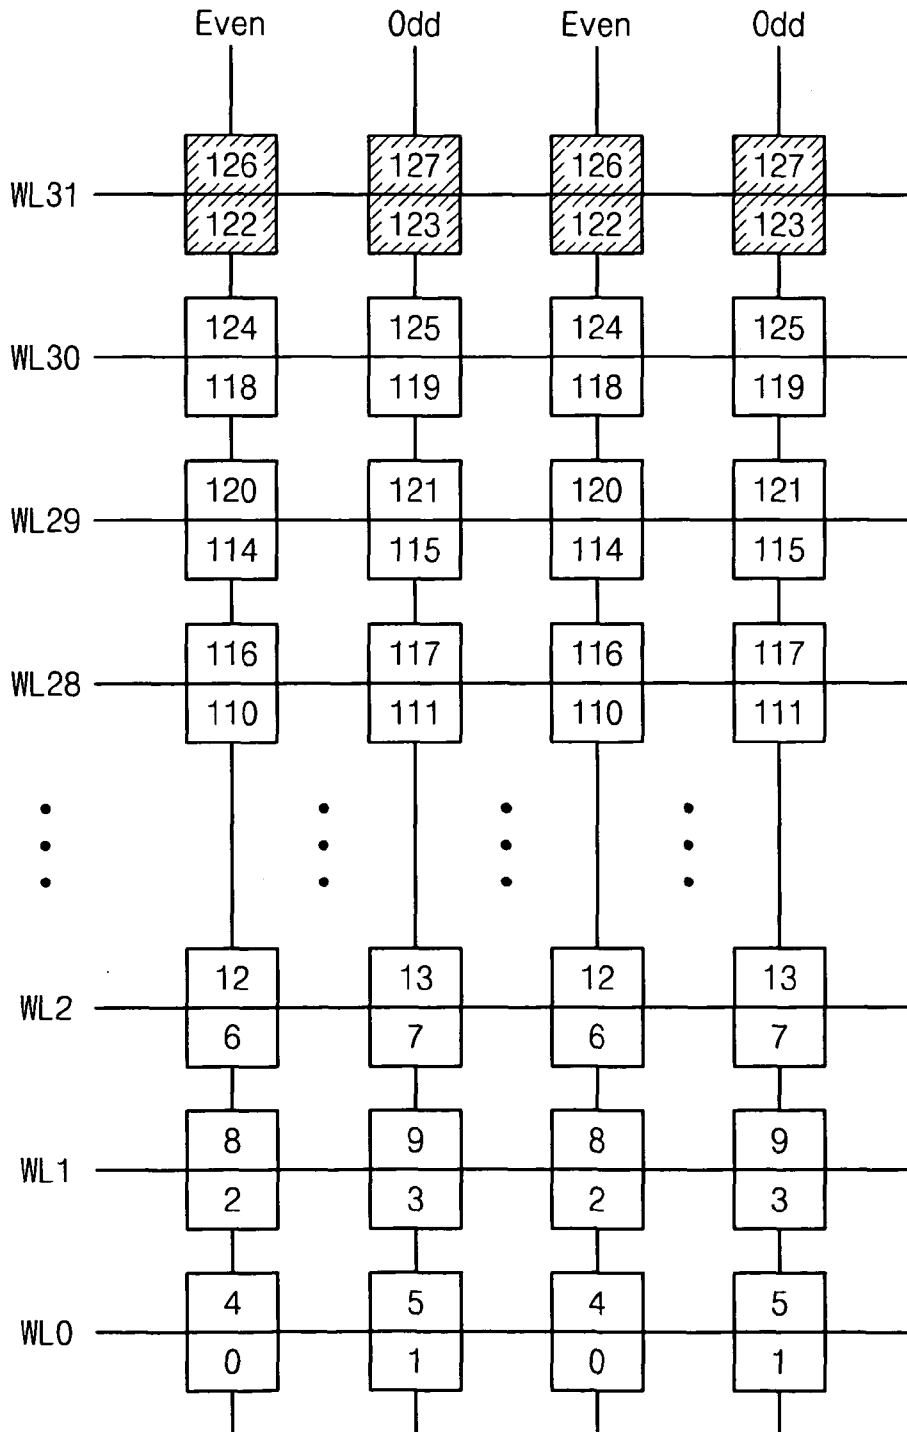 Even Odd Even Odd
126 127 126 127
WL31
122 123 122 123
124 125 124 125
WL30
118 119 118 119
120 121 120 121
WL29
114 115 114 115
116 117 116 117
WL28
110 111 110 111
12 13 12 13
WL2
6 7 6 7
8 9 8 9
WL1
2 3 2 3
4 5 4 5
WL0
0 1 0 1